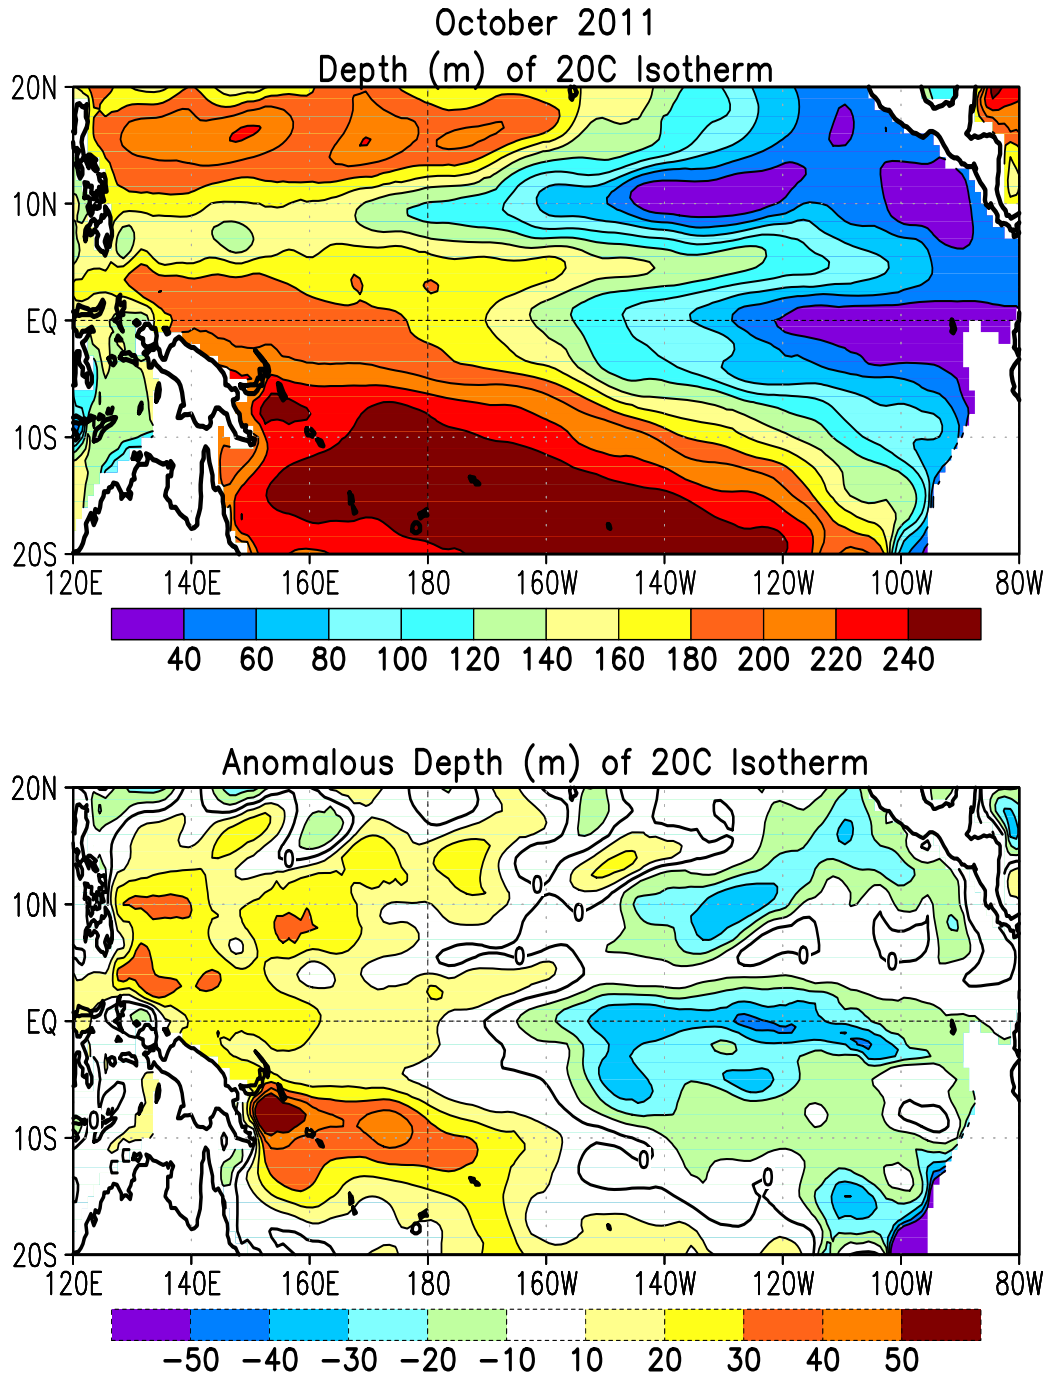 October 2011
Depth (m) of 20C Isotherm
20N
10N
EQ
10S
20S
120E 140E 160E 180 160W 140W 120W 100W 80W
40 60 80 100 120 140 160 180 200 220 240
Anomalous Depth (m) of 20C Isotherm
20N
0
0
10N
0
0
0
0
EQ
0
10S
0
0
20S
120E 140E 160E 180 160W 140W 120W 100W 80W
−50 −40 −30 −20 −10 10 20 30 40 50